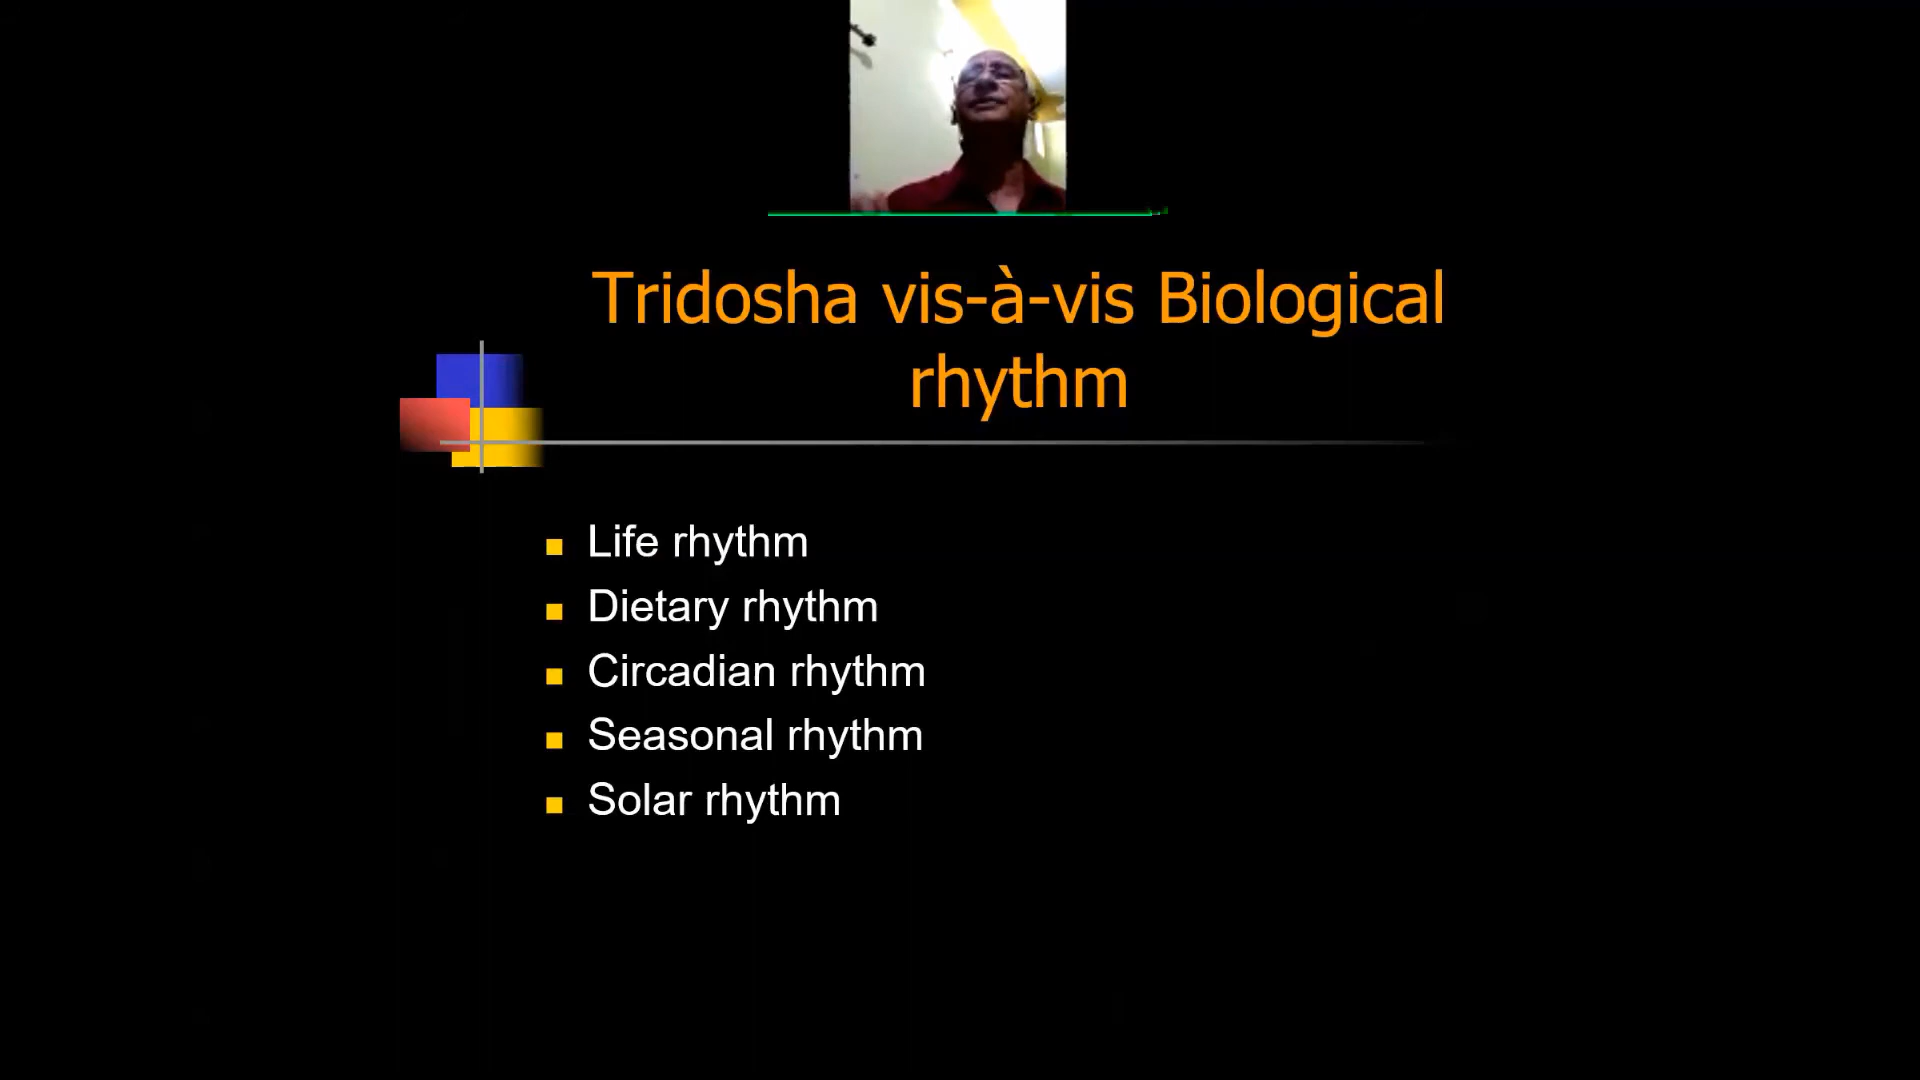 Tridosha vis-à-vis Biological
rhythm
Life rhythm
Dietary rhythm
Circadian rhythm
Seasonal rhythm
Solar rhythm